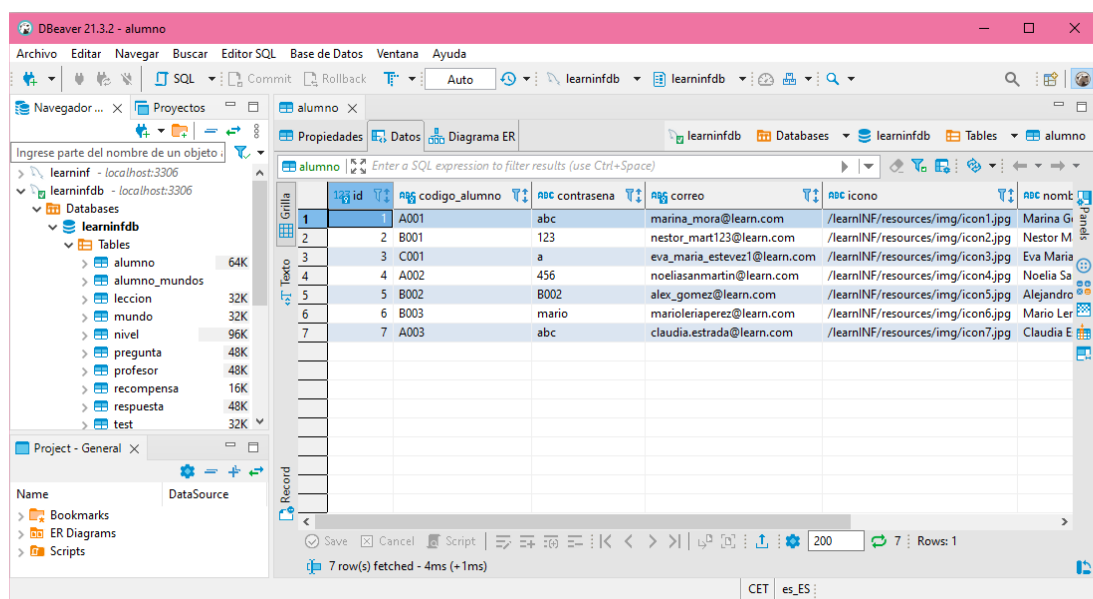 DBeaver 21.3.2 - alumno
Archivo Editar Navegar Buscar Editor SQL Base de Datos Ventana Ayuda
SQL Commit Rollback Auto learninfdb learninfdb
Navegador ... Proyectos
alumno
Propiedades Datos Diagrama ER learninfdb Databases learninfdb Tables alumno
Ingrese parte del nombre de un objeto
alumno Enter a SQL expression to filter results (use Ctrl+Space)
learninf - localhost:3306
learninfdb - localhost:3306
Databases
learninfdb
Tables
alumno 64K
alumno_mundos
leccion 32K
mundo 32K
nivel 96K
pregunta 48K
profesor 48K
recompensa 16K
respuesta 48K
test 32K
Project - General
Name DataSource
Bookmarks
ER Diagrams
Scripts
Grilla
Texto
Record
123 id ABC codigo_alumno ABC contrasena ABC correo ABC icono ABC nomb
1 1 A001 abc marina_mora@learn.com /learnINF/resources/img/icon1.jpg Marina G
2 2 B001 123 nestor_mart123@learn.com /learnINF/resources/img/icon2.jpg Nestor M
3 3 C001 a eva_maria_estevez1@learn.com /learnINF/resources/img/icon3.jpg Eva Maria
4 4 A002 456 noeliasanmartin@learn.com /learnINF/resources/img/icon4.jpg Noelia Sa
5 5 B002 B002 alex_gomez@learn.com /learnINF/resources/img/icon5.jpg Alejandro
6 6 B003 mario marioleriaperez@learn.com /learnINF/resources/img/icon6.jpg Mario Ler
7 7 A003 abc claudia.estrada@learn.com /learnINF/resources/img/icon7.jpg Claudia E
Panels
Save Cancel Script 200 7 Rows: 1
7 row(s) fetched - 4ms (+1ms)
CET es_ES